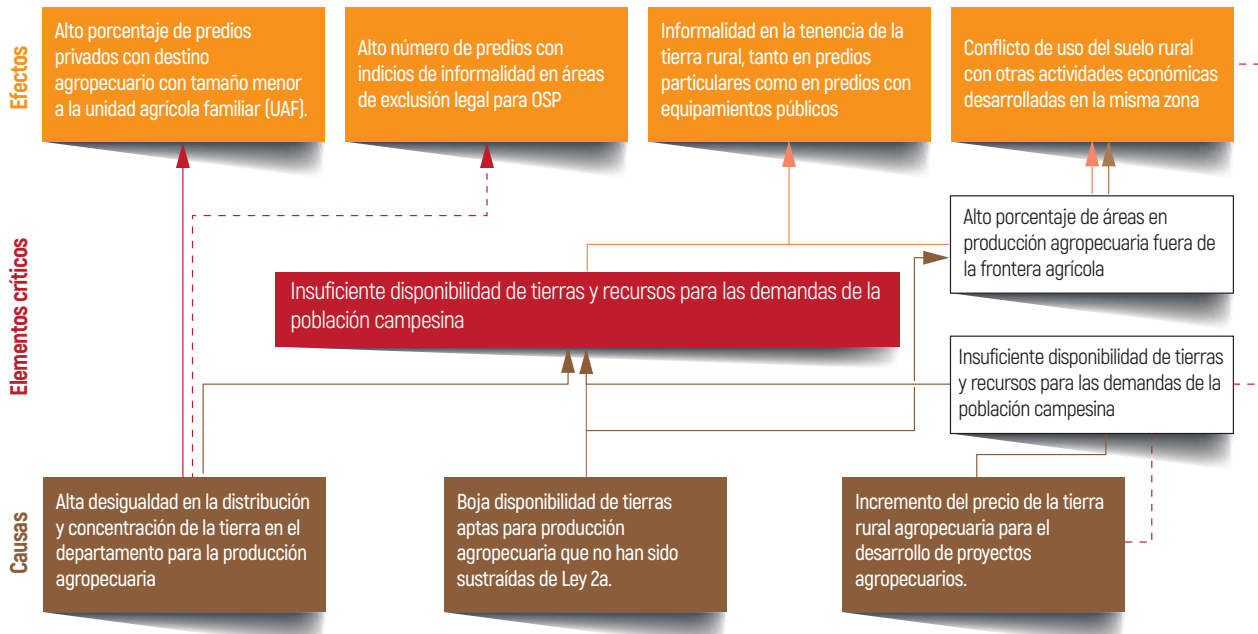 Efectos
Alto porcentaje de predios
privados con destino
agropecuario con tamaño menor
a la unidad agrícola familiar (UAF).
Alto número de predios con
indicios de informalidad en áreas
de exclusión legal para OSP
Informalidad en la tenencia de la
tierra rural, tanto en predios
particulares como en predios con
equipamientos públicos
Conflicto de uso del suelo rural
con otras actividades económicas
desarrolladas en la misma zona
Elementos críticos
Alto porcentaje de áreas en
producción agropecuaria fuera de
la frontera agrícola
Insuficiente disponibilidad de tierras y recursos para las demandas de la
población campesina
Insuficiente disponibilidad de tierras
y recursos para las demandas de la
población campesina
Causas
Alta desigualdad en la distribución
y concentración de la tierra en el
departamento para la producción
agropecuaria
Boja disponibilidad de tierras
aptas para producción
agropecuaria que no han sido
sustraídas de Ley 2a.
Incremento del precio de la tierra
rural agropecuaria para el
desarrollo de proyectos
agropecuarios.